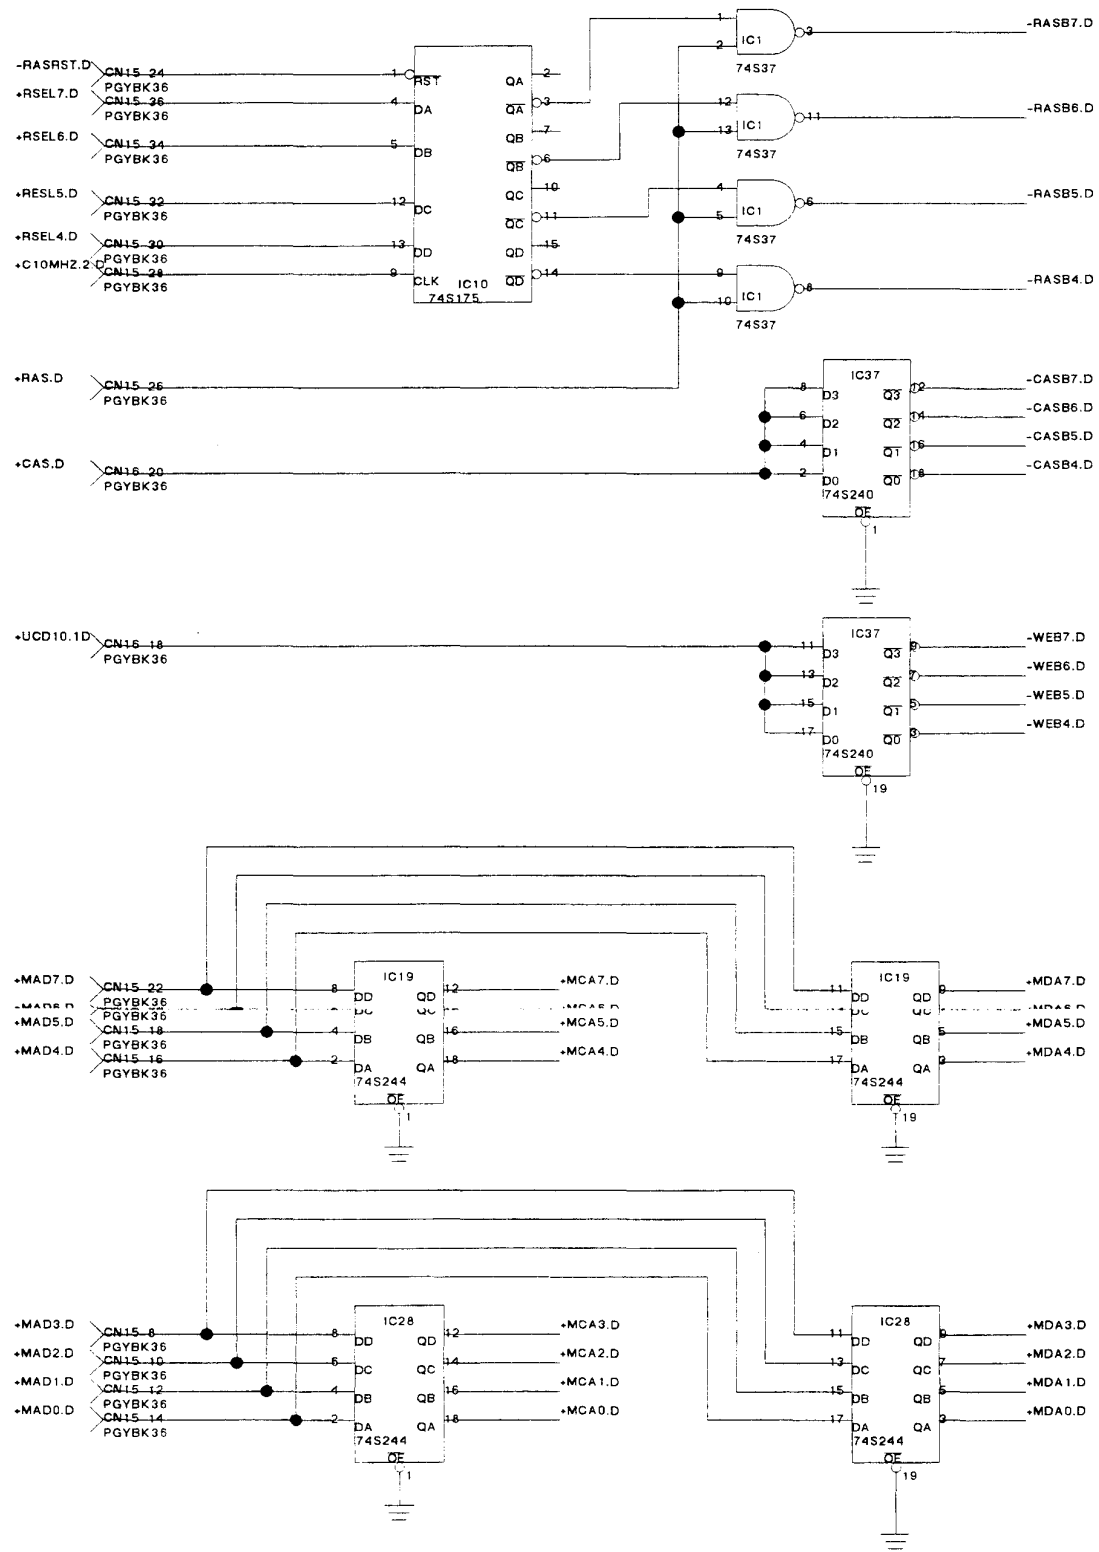 -RASRST.D
CN15 24
PGYBK36
+RSEL7.D
CN15 36
PGYBK36
+RSEL6.D
CN15 34
PGYBK36
+RESL5.D
CN15 32
PGYBK36
+RSEL4.D
CN15 30
PGYBK36
+C10MHZ.2 D
CN15 28
PGYBK36
1 RST QA 2
4 DA QA 3
QB 7
5 DB QB 6
QC 10
12 DC QC 11
13 DD QD 15
9 CLK IC10 QD 14
74S175
1
2
IC1
3
74S37
-RASB7.D
12
13
IC1
11
74S37
-RASB6.D
4
5
IC1
6
74S37
-RASB5.D
9
10
IC1
8
74S37
-RASB4.D
+RAS.D
CN15 26
PGYBK36
+CAS.D
CN16 20
PGYBK36
IC37
8 D3 Q3 12 -CASB7.D
6 D2 Q2 14 -CASB6.D
4 D1 Q1 16 -CASB5.D
2 D0 Q0 18 -CASB4.D
74S240
OE
1
+UCD10.1D
CN16 18
PGYBK36
IC37
11 D3 Q3 9 -WEB7.D
13 D2 Q2 7 -WEB6.D
15 D1 Q1 5 -WEB5.D
17 D0 Q0 3 -WEB4.D
74S240
OE
19
+MAD7.D
CN15 22
PGYBK36
+MAD6.D
PGYBK36
+MAD5.D
CN15 18
PGYBK36
+MAD4.D
CN15 16
PGYBK36
IC19
8 DD QD 12 +MCA7.D
DC QC +MCA6.D
4 DB QB 16 +MCA5.D
2 DA QA 18 +MCA4.D
74S244
OE
1
IC19
11 DD QD 9 +MDA7.D
DC QC +MDA6.D
15 DB QB 5 +MDA5.D
17 DA QA 3 +MDA4.D
74S244
OE
19
+MAD3.D
CN15 8
PGYBK36
+MAD2.D
CN15 10
PGYBK36
+MAD1.D
CN15 12
PGYBK36
+MAD0.D
CN15 14
PGYBK36
IC28
8 DD QD 12 +MCA3.D
6 DC QC 14 +MCA2.D
4 DB QB 16 +MCA1.D
2 DA QA 18 +MCA0.D
74S244
OE
1
IC28
11 DD QD 9 +MDA3.D
13 DC QC 7 +MDA2.D
15 DB QB 5 +MDA1.D
17 DA QA 3 +MDA0.D
74S244
OE
19